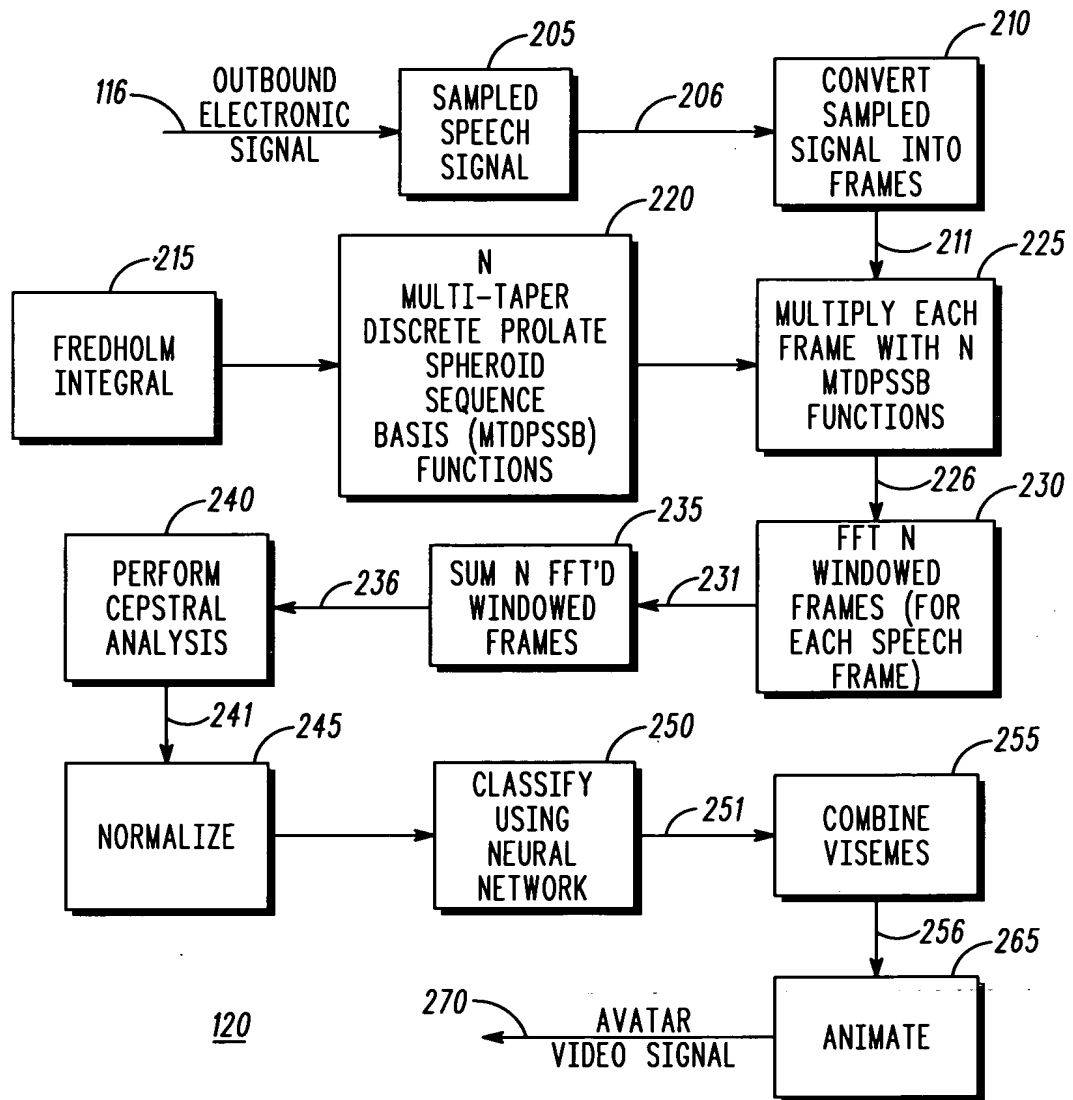 205
210
116
OUTBOUND
ELECTRONIC
SIGNAL
SAMPLED
SPEECH
SIGNAL
206
CONVERT
SAMPLED
SIGNAL INTO
FRAMES
211
215
220
225
FREDHOLM
INTEGRAL
N
MULTI-TAPER
DISCRETE PROLATE
SPHEROID
SEQUENCE
BASIS (MTDPSSB)
FUNCTIONS
MULTIPLY EACH
FRAME WITH N
MTDPSSB
FUNCTIONS
226
240
235
230
PERFORM
CEPSTRAL
ANALYSIS
236
SUM N FFT'D
WINDOWED
FRAMES
231
FFT N
WINDOWED
FRAMES (FOR
EACH SPEECH
FRAME)
241
245
250
255
NORMALIZE
CLASSIFY
USING
NEURAL
NETWORK
251
COMBINE
VISEMES
256
265
120
270
AVATAR
VIDEO SIGNAL
ANIMATE